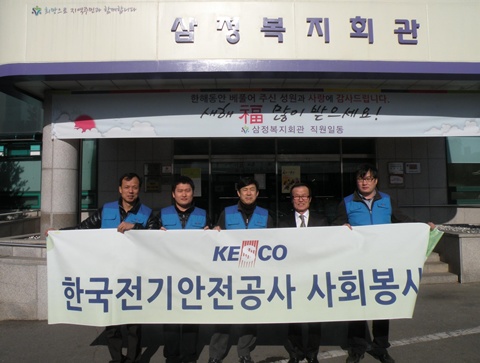 희망으로 지역주민과 함께합니다
삼정복지회관
한해동안 베풀어 주신 성원과 사랑에 감사드립니다.
새해 福 많이 받으세요!
삼정복지회관 직원일동
KESCO
한국전기안전공사 사회봉사